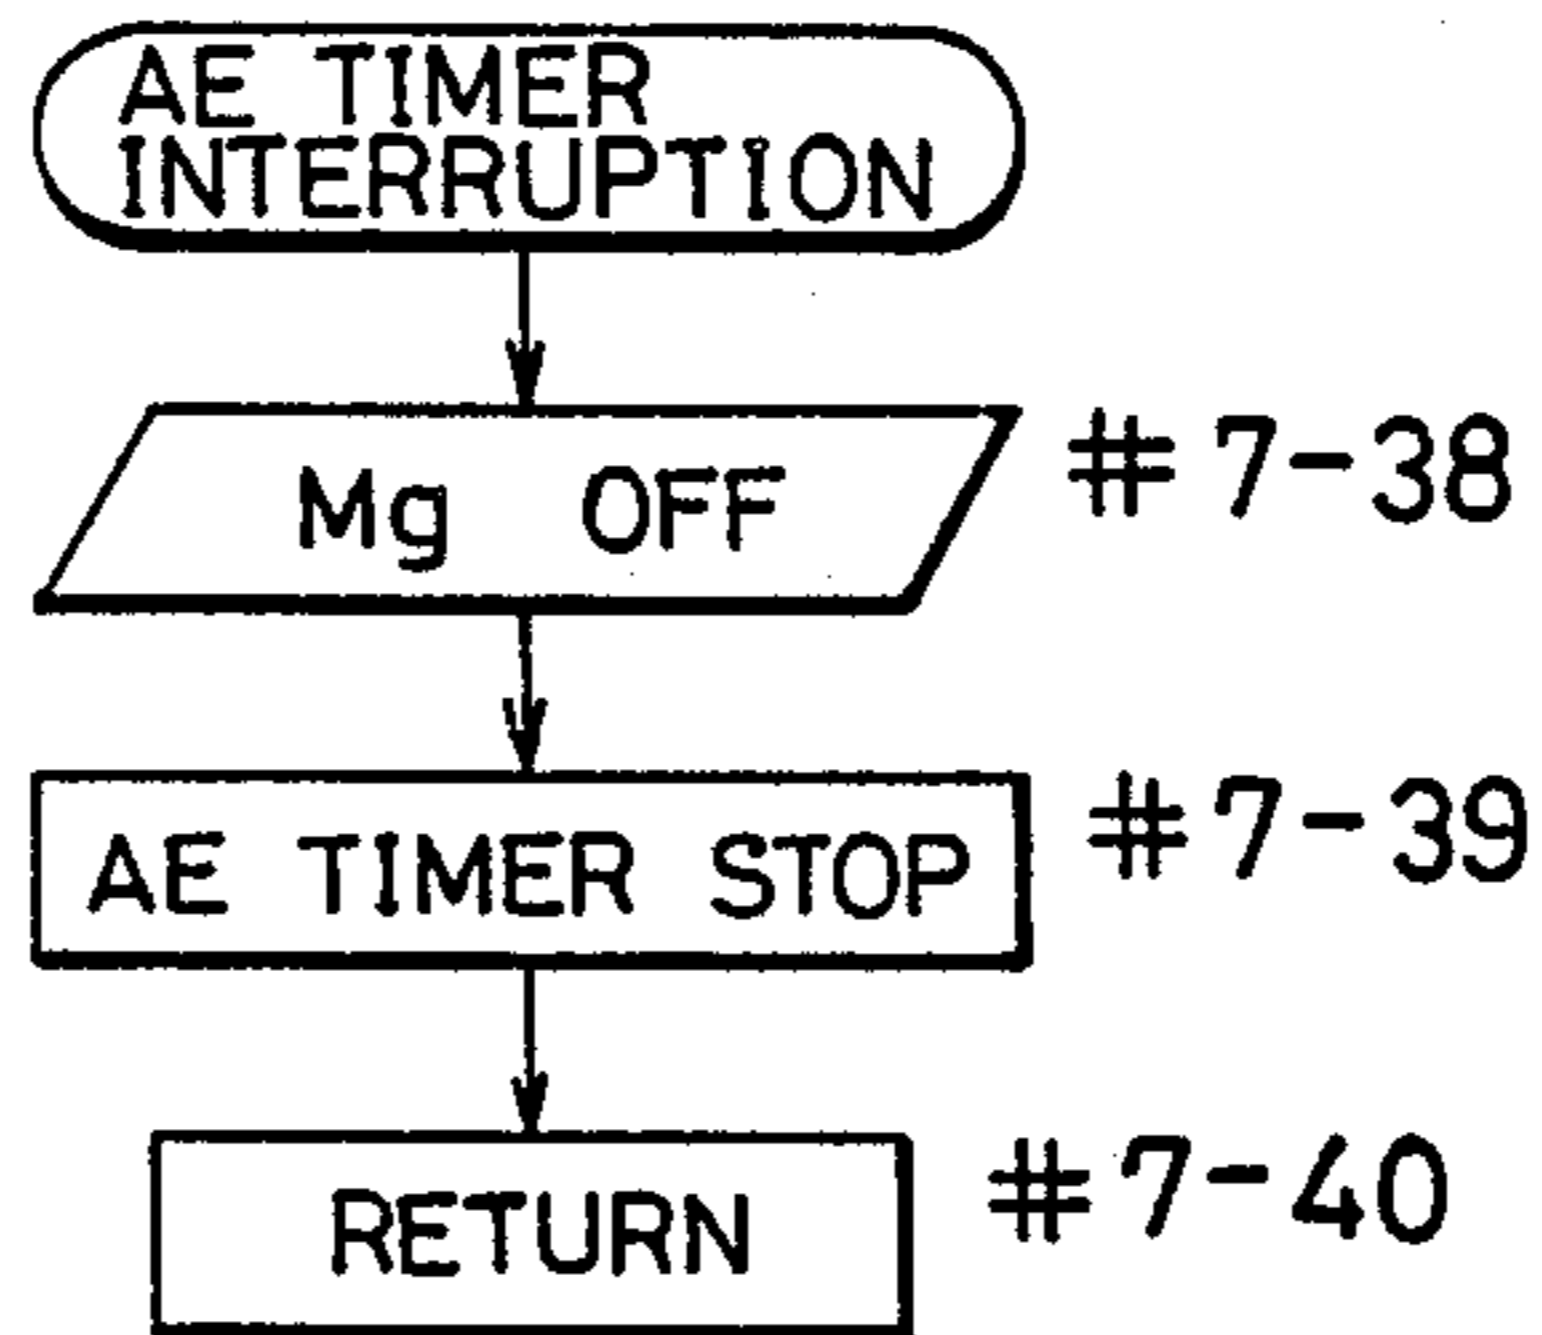 AE TIMER
INTERRUPTION
Mg OFF
#7-38
AE TIMER STOP
#7-39
RETURN
#7-40